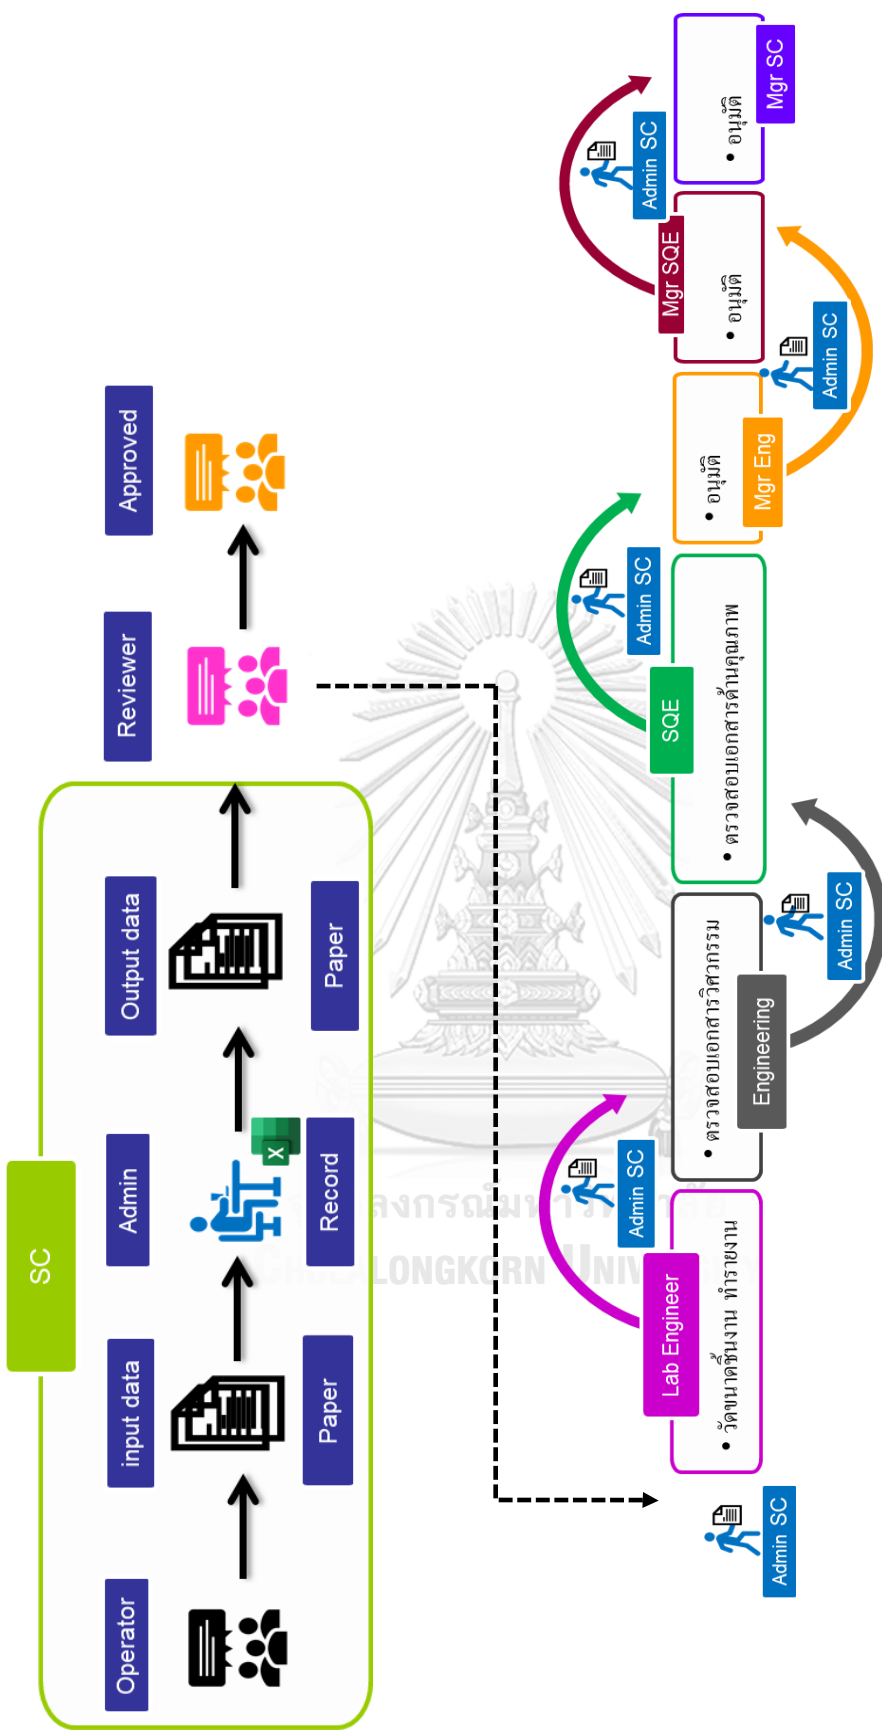 SC
Operator
input data
Paper
Admin
Record
X
Output data
Paper
Reviewer
Approved
Admin SC
Lab Engineer
• วัดขนาดชิ้นงาน ทำรายงาน
Admin SC
• ตรวจสอบเอกสารวิศวกรรม
Engineering
Admin SC
SQE
• ตรวจสอบเอกสารด้านคุณภาพ
Admin SC
• อนุมัติ
Mgr Eng
Admin SC
Mgr SQE
• อนุมัติ
Admin SC
• อนุมัติ
Mgr SC